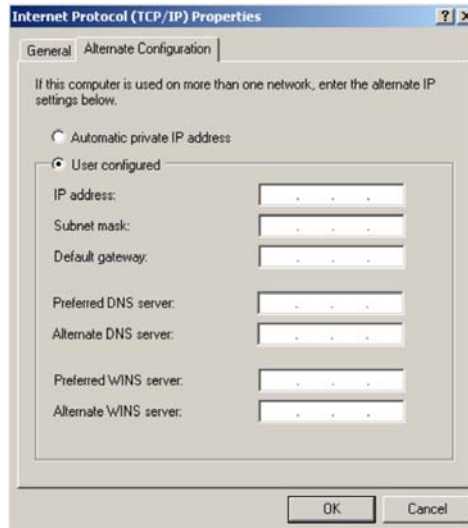 Internet Protocol (TCP/IP) Properties
General
Alternate Configuration
If this computer is used on more than one network, enter the alternate IP
settings below.
Automatic private IP address
User configured
IP address:
Subnet mask:
Default gateway:
Preferred DNS server:
Alternate DNS server:
Preferred WINS server:
Alternate WINS server:
OK
Cancel